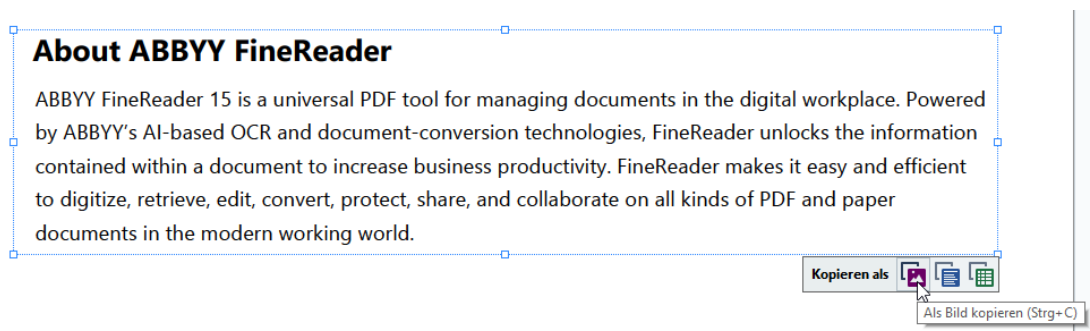 About ABBYY FineReader
ABBYY FineReader 15 is a universal PDF tool for managing documents in the digital workplace. Powered
by ABBYY's AI-based OCR and document-conversion technologies, FineReader unlocks the information
contained within a document to increase business productivity. FineReader makes it easy and efficient
to digitize, retrieve, edit, convert, protect, share, and collaborate on all kinds of PDF and paper
documents in the modern working world.
Kopieren als
Als Bild kopieren (Strg+C)